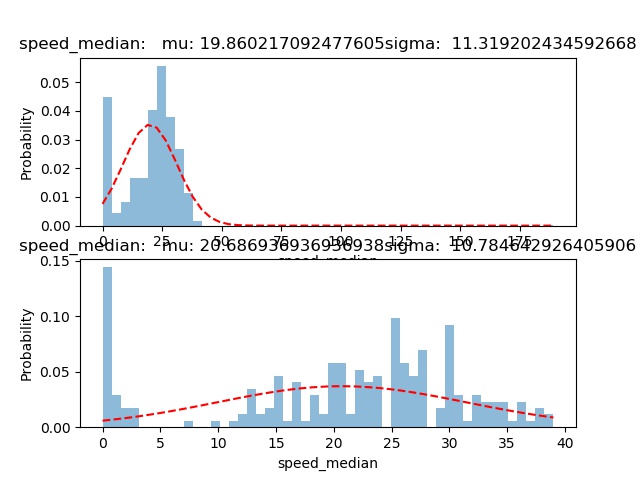 speed_median:   mu: 19.860217092477605sigma:  11.319202434592668
0.05
0.04
0.03
0.02
0.01
0.00
Probability
0 25 50 75 100 125 150 175
speed_median
speed_median:   mu: 20.686936936936938sigma:  10.784642926405906
0.15
0.10
0.05
0.00
Probability
0 5 10 15 20 25 30 35 40
speed_median